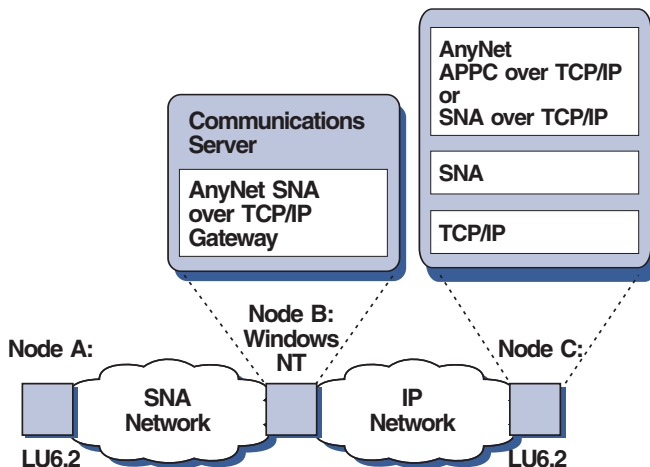 AnyNet
APPC over TCP/IP
or
SNA over TCP/IP
SNA
TCP/IP
Communications
Server
AnyNet SNA
over TCP/IP
Gateway
Node A:
Node B:
Windows
NT
Node C:
SNA
Network
IP
Network
LU6.2
LU6.2